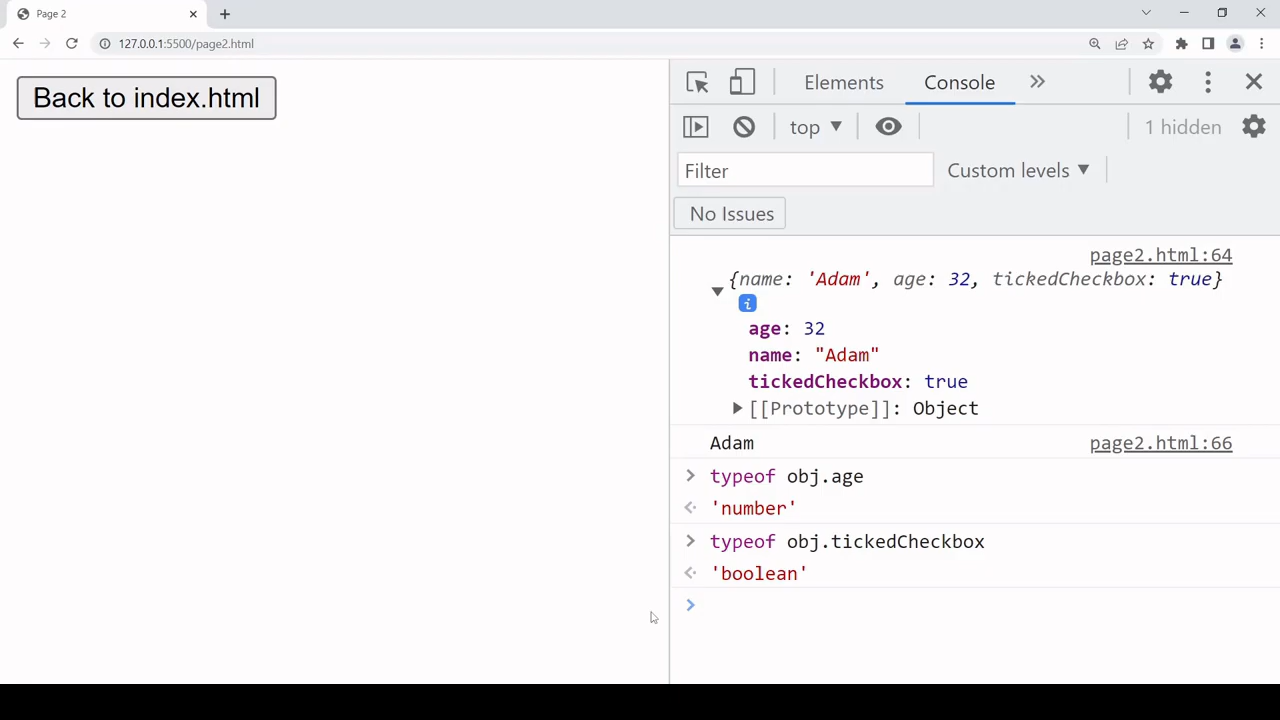 Page 2
127.0.0.1:5500/page2.html
Back to index.html
Elements
Console
top
1 hidden
Filter
Custom levels
No Issues
page2.html:64
{name: 'Adam', age: 32, tickedCheckbox: true}
i
age: 32
name: "Adam"
tickedCheckbox: true
[[Prototype]]: Object
Adam page2.html:66
typeof obj.age
'number'
typeof obj.tickedCheckbox
'boolean'